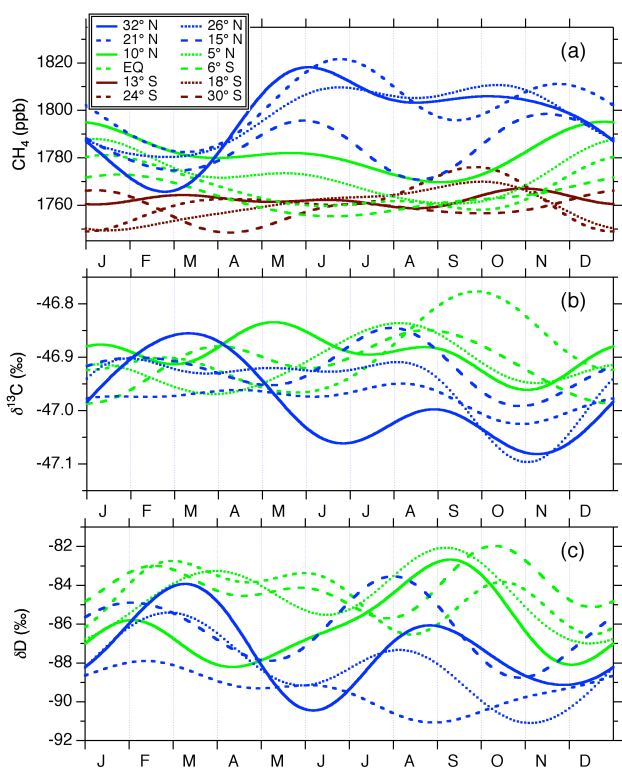 32° N 26° N
21° N 15° N
10° N 5° N
EQ 6° S
13° S 18° S
24° S 30° S
(a)
1820
1800
1780
1760
CH4 (ppb)
J F M A M J J A S O N D
(b)
-46.8
-46.9
-47.0
-47.1
δ13C (‰)
J F M A M J J A S O N D
(c)
-82
-84
-86
-88
-90
-92
δD (‰)
J F M A M J J A S O N D